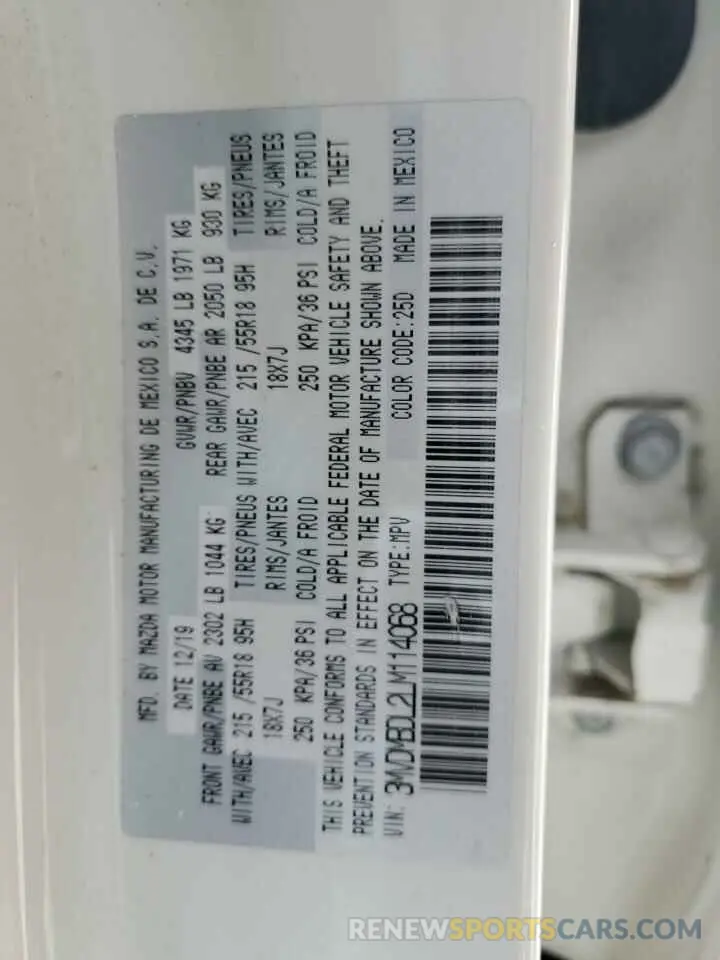 MFD. BY MAZDA MOTOR MANUFACTURING DE MEXICO S.A. DE C.V.
DATE 12/19 GVWR/PNBV 4345 LB 1971 KG
FRONT GAWR/PNBE AV 2302 LB 1044 KG REAR GAWR/PNBE AR 2050 LB 930 KG
WITH/AVEC 215 /55R18 95H TIRES/PNEUS WITH/AVEC 215 /55R18 95H TIRES/PNEUS
18X7J RIMS/JANTES 18X7J RIMS/JANTES
250 KPA/36 PSI COLD/A FROID 250 KPA/36 PSI COLD/A FROID
THIS VEHICLE CONFORMS TO ALL APPLICABLE FEDERAL MOTOR VEHICLE SAFETY AND THEFT
PREVENTION STANDARDS IN EFFECT ON THE DATE OF MANUFACTURE SHOWN ABOVE.
VIN: 3MVDMBDL2LM114068 TYPE:MPV COLOR CODE:25D MADE IN MEXICO
RENEWSPORTSCARS.COM